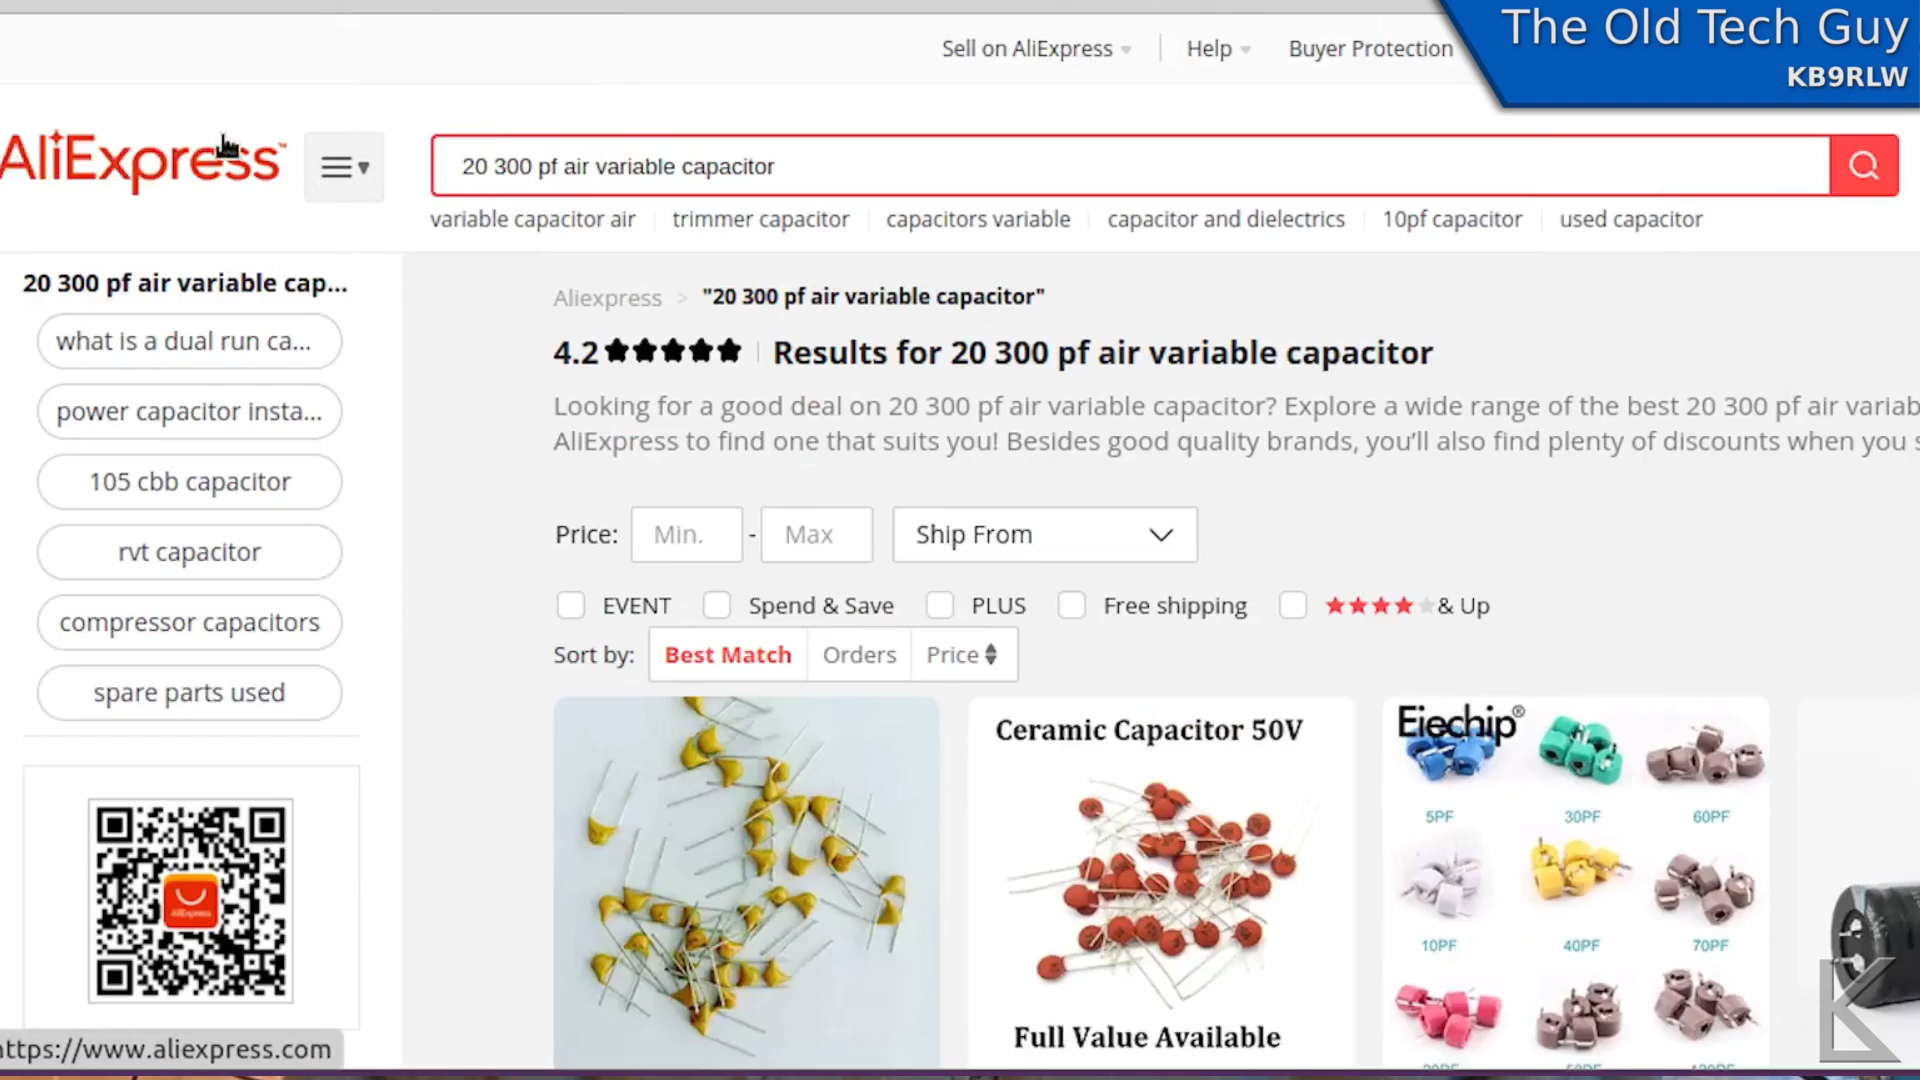 The Old Tech Guy
KB9RLW
Sell on AliExpress
Help
Buyer Protection
AliExpress™
20 300 pf air variable capacitor
variable capacitor air
trimmer capacitor
capacitors variable
capacitor and dielectrics
10pf capacitor
used capacitor
20 300 pf air variable cap...
what is a dual run ca...
power capacitor insta...
105 cbb capacitor
rvt capacitor
compressor capacitors
spare parts used
AliExpress
https://www.aliexpress.com
Aliexpress > "20 300 pf air variable capacitor"
4.2 Results for 20 300 pf air variable capacitor
Looking for a good deal on 20 300 pf air variable capacitor? Explore a wide range of the best 20 300 pf air variab
AliExpress to find one that suits you! Besides good quality brands, you’ll also find plenty of discounts when you s
Price: Min. - Max Ship From
EVENT Spend & Save PLUS Free shipping & Up
Sort by: Best Match Orders Price
Ceramic Capacitor 50V
Full Value Available
Eiechip®
5PF 30PF 60PF
10PF 40PF 70PF
K